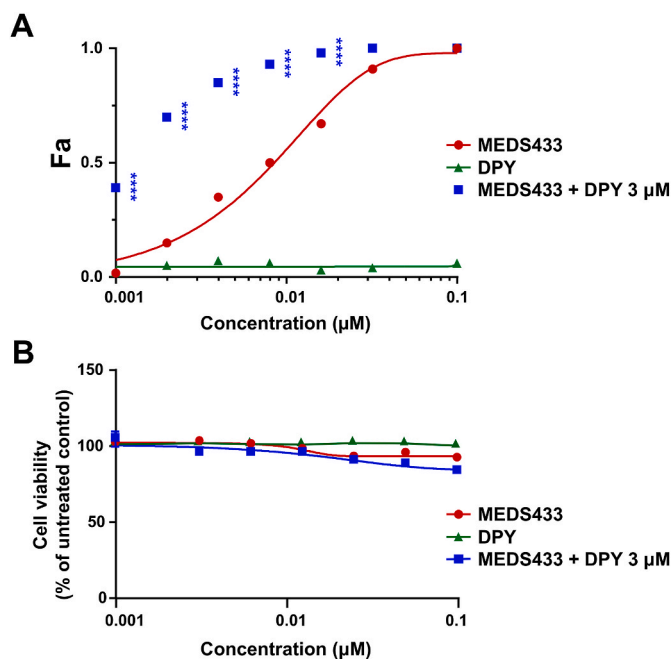 A
1.0
****
****
****
****
****
0.5
Fa
MEDS433
DPY
MEDS433 + DPY 3 µM
0.0
0.001
0.01
0.1
Concentration (µM)
B
150
100
Cell viability
(% of untreated control)
50
MEDS433
DPY
MEDS433 + DPY 3 µM
0
0.001
0.01
0.1
Concentration (µM)